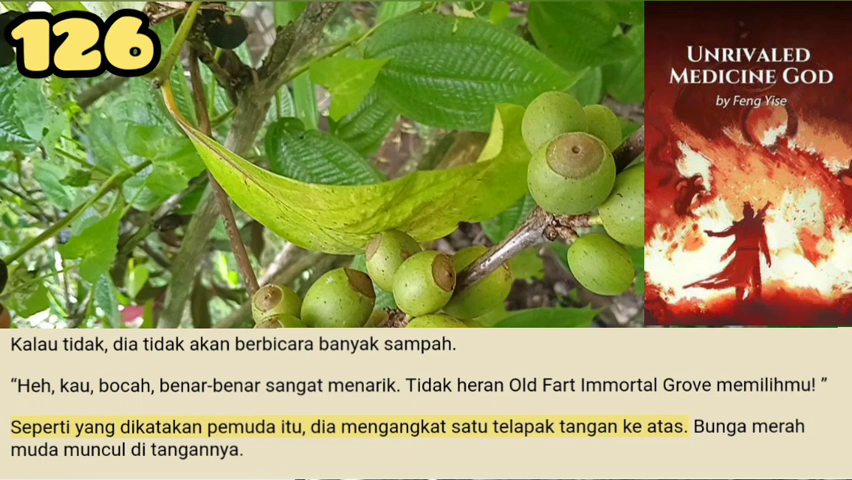 126
UNRIVALED
MEDICINE GOD
by Feng Yise
Kalau tidak, dia tidak akan berbicara banyak sampah.
“Heh, kau, bocah, benar-benar sangat menarik. Tidak heran Old Fart Immortal Grove memilihmu! ”
Seperti yang dikatakan pemuda itu, dia mengangkat satu telapak tangan ke atas. Bunga merah
muda muncul di tangannya.